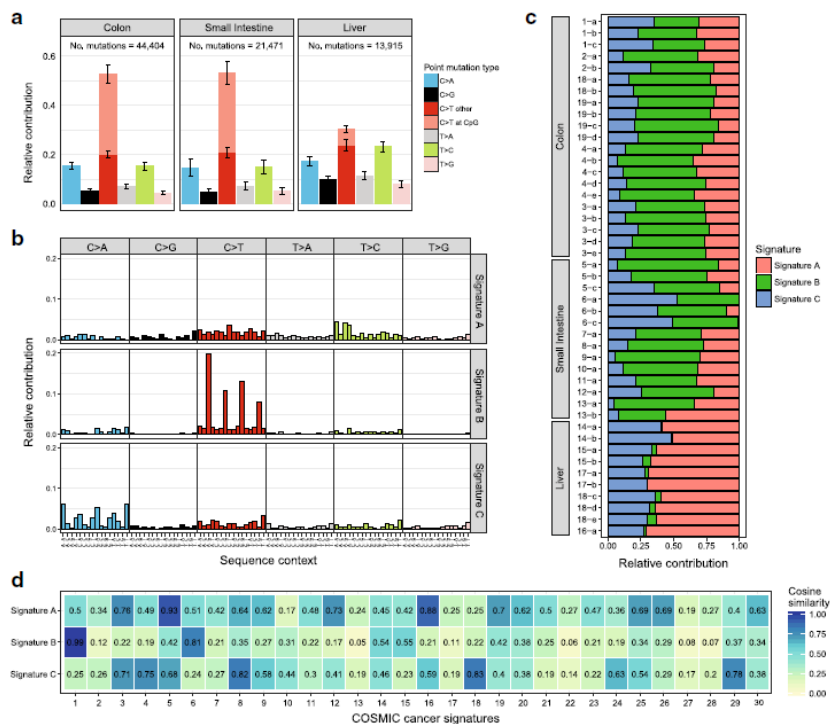 a
Colon
Small Intestine
Liver
No. mutations = 44,404
No. mutations = 21,471
No. mutations = 13,915
Relative contribution
0.6
0.4
0.2
0.0
Point mutation type
C>A
C>G
C>T other
C>T at CpG
T>A
T>C
T>G
b
C>A
C>G
C>T
T>A
T>C
T>G
Relative contribution
0.2
0.1
0.0
Signature A
0.2
0.1
0.0
Signature B
0.2
0.1
0.0
Signature C
Sequence context
c
Colon
1-a
1-b
1-c
2-a
2-b
18-a
18-b
19-a
19-b
19-c
19-d
4-a
4-b
4-c
4-d
4-e
3-a
3-b
3-c
3-d
3-e
Small Intestine
5-a
5-b
5-c
6-a
6-b
6-c
7-a
8-a
9-a
10-a
11-a
12-a
13-a
13-b
Liver
14-a
14-b
15-a
15-b
17-a
17-b
18-c
18-d
18-e
16-a
0.00 0.25 0.50 0.75 1.00
Relative contribution
Signature
Signature A
Signature B
Signature C
d
Signature A 0.5 0.34 0.76 0.49 0.93 0.51 0.42 0.64 0.62 0.17 0.48 0.73 0.24 0.45 0.42 0.88 0.25 0.25 0.7 0.62 0.5 0.27 0.47 0.36 0.69 0.69 0.19 0.28 0.4 0.63
Signature B 0.99 0.12 0.22 0.19 0.42 0.81 0.21 0.35 0.27 0.31 0.22 0.17 0.05 0.54 0.55 0.21 0.11 0.22 0.42 0.38 0.22 0.06 0.21 0.19 0.34 0.29 0.08 0.07 0.37 0.34
Signature C 0.25 0.26 0.71 0.75 0.68 0.24 0.27 0.82 0.58 0.44 0.3 0.41 0.19 0.46 0.23 0.59 0.19 0.83 0.4 0.38 0.19 0.14 0.22 0.63 0.54 0.29 0.17 0.2 0.78 0.38
1 2 3 4 5 6 7 8 9 10 11 12 13 14 15 16 17 18 19 20 21 22 23 24 25 26 27 28 29 30
COSMIC cancer signatures
Cosine
similarity
1.00
0.75
0.50
0.25
0.00